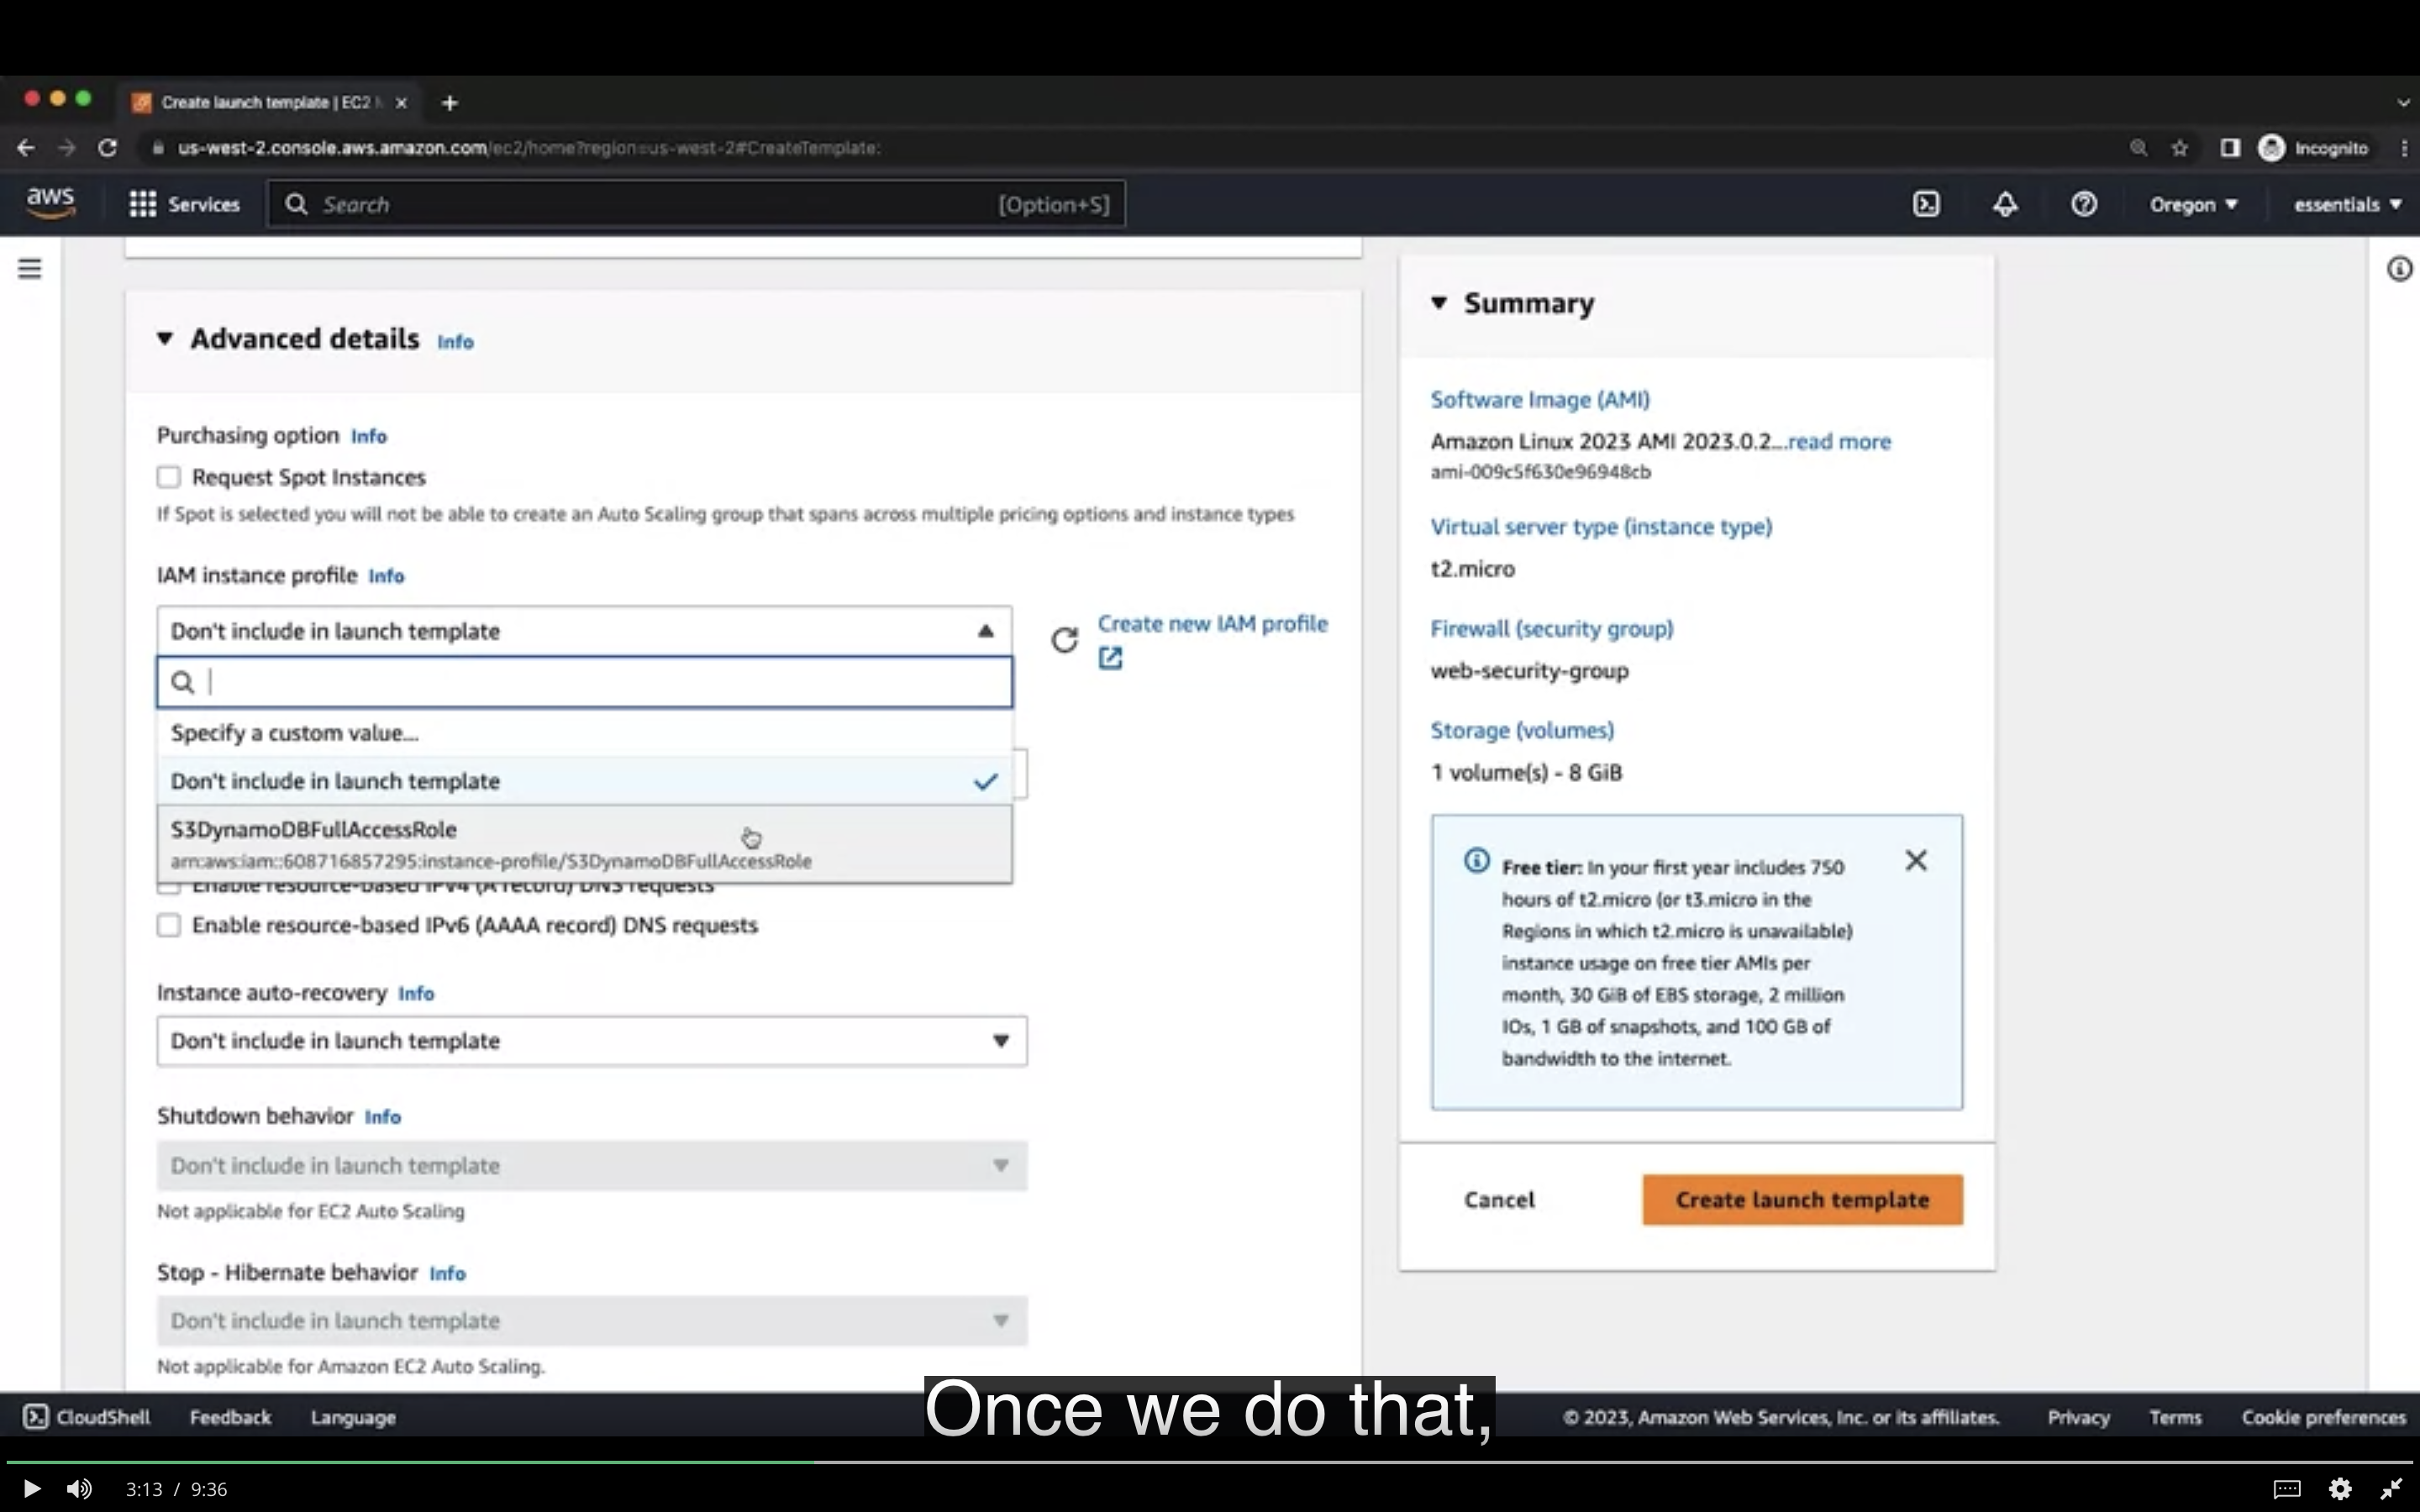 Create launch template | EC2
us-west-2.console.aws.amazon.com/ec2/home?region=us-west-2#CreateTemplate:
Incognito
aws
Services
Search
[Option+S]
Oregon
essentials
Advanced details Info
Purchasing option Info
Request Spot Instances
If Spot is selected you will not be able to create an Auto Scaling group that spans across multiple pricing options and instance types
IAM instance profile Info
Don't include in launch template
Create new IAM profile
Specify a custom value...
Don't include in launch template
S3DynamoDBFullAccessRole
arn:aws:iam::608716857295:instance-profile/S3DynamoDBFullAccessRole
Enable resource-based IPv4 (A record) DNS requests
Enable resource-based IPv6 (AAAA record) DNS requests
Instance auto-recovery Info
Don't include in launch template
Shutdown behavior Info
Don't include in launch template
Not applicable for EC2 Auto Scaling
Stop - Hibernate behavior Info
Don't include in launch template
Not applicable for Amazon EC2 Auto Scaling.
Summary
Software Image (AMI)
Amazon Linux 2023 AMI 2023.0.2...read more
ami-009c5f630e96948cb
Virtual server type (instance type)
t2.micro
Firewall (security group)
web-security-group
Storage (volumes)
1 volume(s) - 8 GiB
Free tier: In your first year includes 750
hours of t2.micro (or t3.micro in the
Regions in which t2.micro is unavailable)
instance usage on free tier AMIs per
month, 30 GiB of EBS storage, 2 million
IOs, 1 GB of snapshots, and 100 GB of
bandwidth to the internet.
Cancel
Create launch template
Once we do that,
CloudShell
Feedback
Language
© 2023, Amazon Web Services, Inc. or its affiliates.
Privacy
Terms
Cookie preferences
3:13 / 9:36